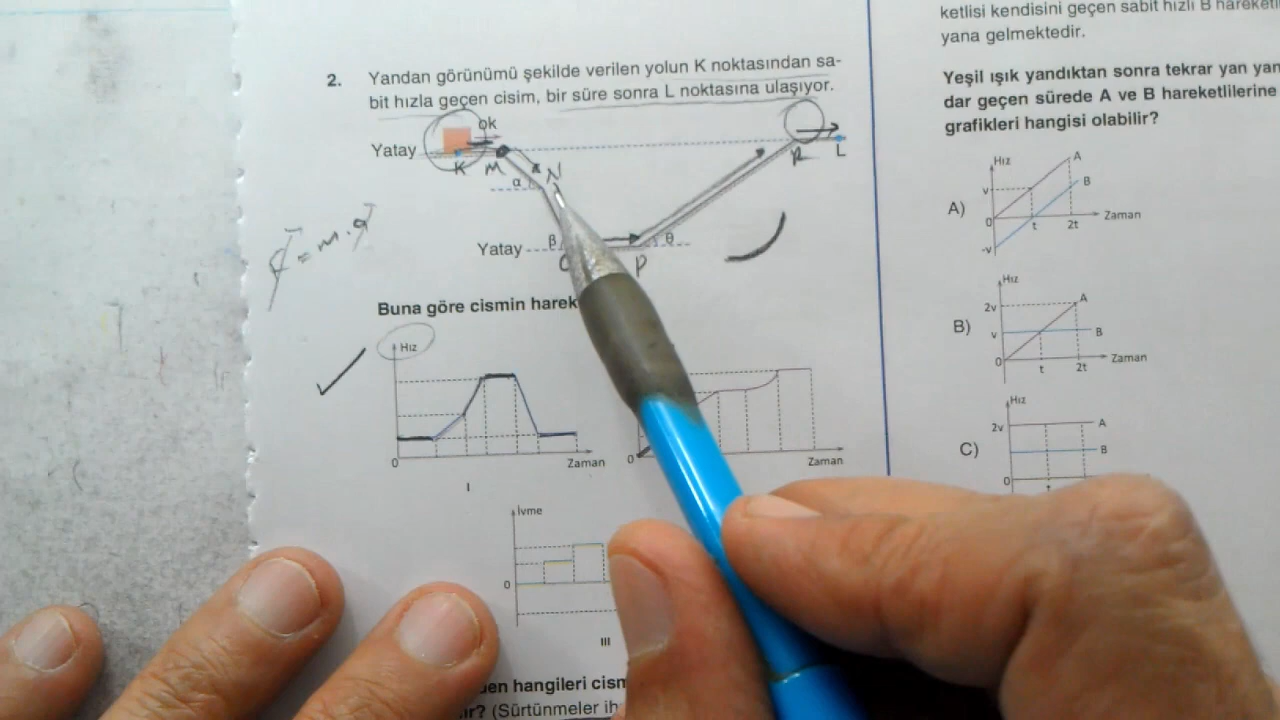 2.
Yandan görünümü şekilde verilen yolun K noktasından sa-
bit hızla geçen cisim, bir süre sonra L noktasına ulaşıyor.
ok
Yatay
K M N R L
α
Yatay
β
P
θ
Buna göre cismin harek
Hız
0
Zaman
I
0
Zaman
İvme
0
III
den hangileri cism
ir? (Sürtünmeler ih
ketlisi kendisini geçen sabit hızlı B hareketli
yana gelmektedir.
Yeşil ışık yandıktan sonra tekrar yan yan
dar geçen sürede A ve B hareketlilerine
grafikleri hangisi olabilir?
A)
Hız
A
B
v
0
t
2t
Zaman
-v
B)
Hız
2v
A
v
B
0
t
2t
Zaman
C)
Hız
2v
A
B
0